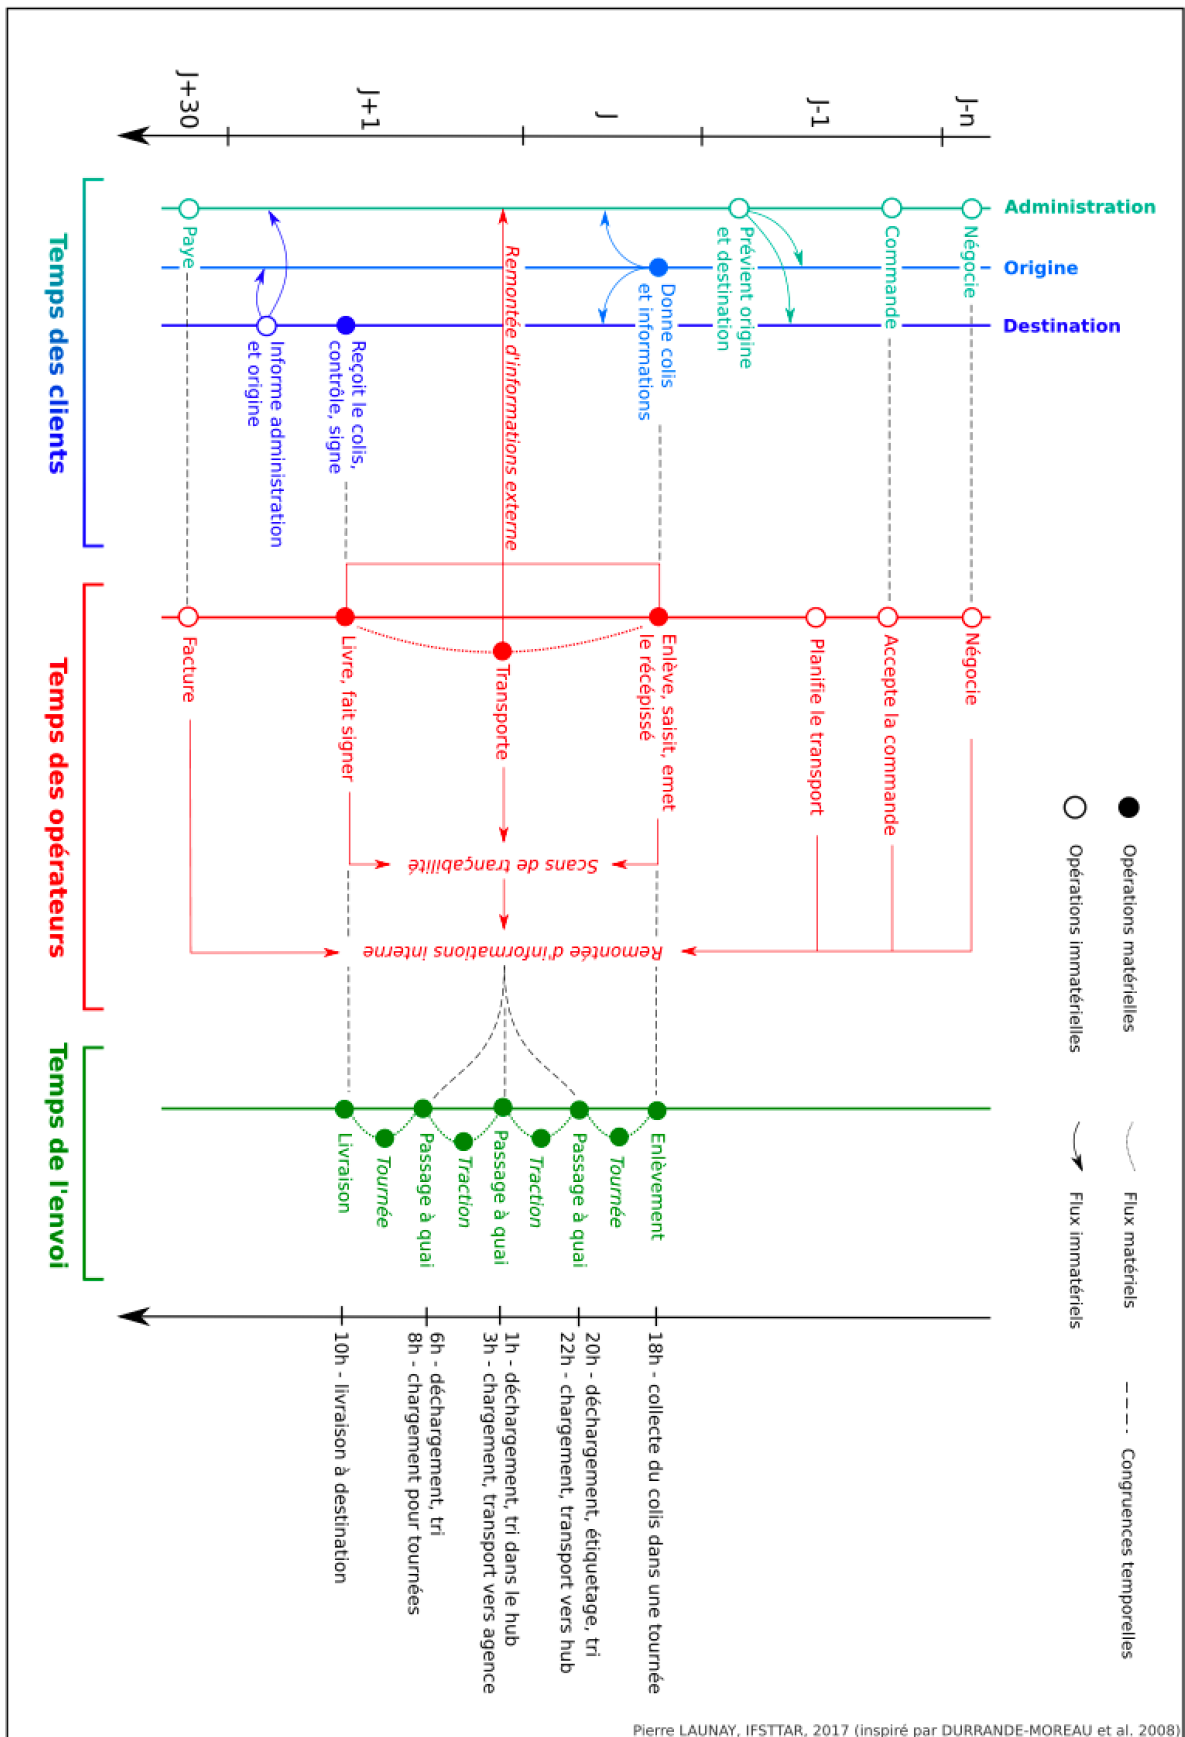 J-n
J-1
J
J+1
J+30
Administration
Origine
Destination
Négocie
Commande
Prévient origine
et destination
Donne colis
et informations
Remontée d'informations externe
Reçoit le colis,
contrôle, signe
Informe administration
et origine
Paye
Temps des clients
Négocie
Accepte la commande
Planifie le transport
Enlève, saisit, emet
le récépissé
Transporte
Livre, fait signer
Facture
Scans de trançabilité
Remontée d'informations interne
Temps des opérateurs
Enlèvement
Tournée
Passage à quai
Traction
Passage à quai
Traction
Passage à quai
Tournée
Livraison
Temps de l'envoi
18h - collecte du colis dans une tournée
20h - déchargement, étiquetage, tri
22h - chargement, transport vers hub
1h - déchargement, tri dans le hub
3h - chargement, transport vers agence
6h - déchargement, tri
8h - chargement pour tournées
10h - livraison à destination
Opérations matérielles
Opérations immatérielles
Flux matériels
Flux immatériels
Congruences temporelles
Pierre LAUNAY, IFSTTAR, 2017 (inspiré par DURRANDE-MOREAU et al. 2008)